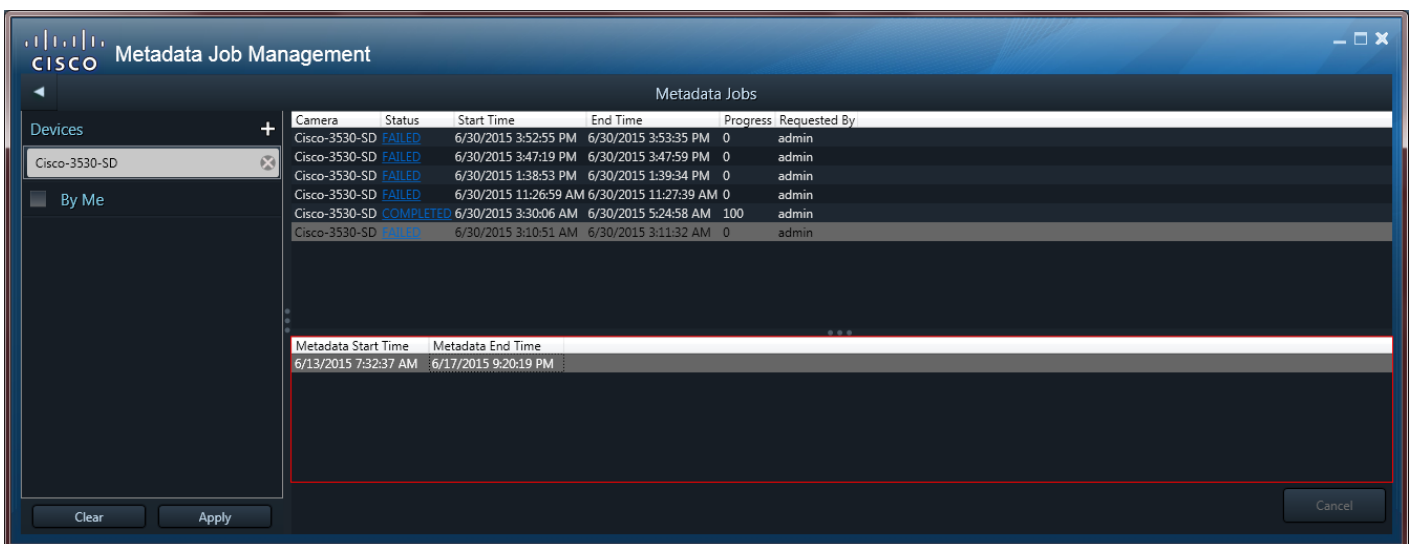 CISCO Metadata Job Management
Metadata Jobs
Devices +
Cisco-3530-SD
By Me
Clear Apply
Camera Status Start Time End Time Progress Requested By
Cisco-3530-SD FAILED 6/30/2015 3:52:55 PM 6/30/2015 3:53:35 PM 0 admin
Cisco-3530-SD FAILED 6/30/2015 3:47:19 PM 6/30/2015 3:47:59 PM 0 admin
Cisco-3530-SD FAILED 6/30/2015 1:38:53 PM 6/30/2015 1:39:34 PM 0 admin
Cisco-3530-SD FAILED 6/30/2015 11:26:59 AM 6/30/2015 11:27:39 AM 0 admin
Cisco-3530-SD COMPLETED 6/30/2015 3:30:06 AM 6/30/2015 5:24:58 AM 100 admin
Cisco-3530-SD FAILED 6/30/2015 3:10:51 AM 6/30/2015 3:11:32 AM 0 admin
Metadata Start Time Metadata End Time
6/13/2015 7:32:37 AM 6/17/2015 9:20:19 PM
Cancel